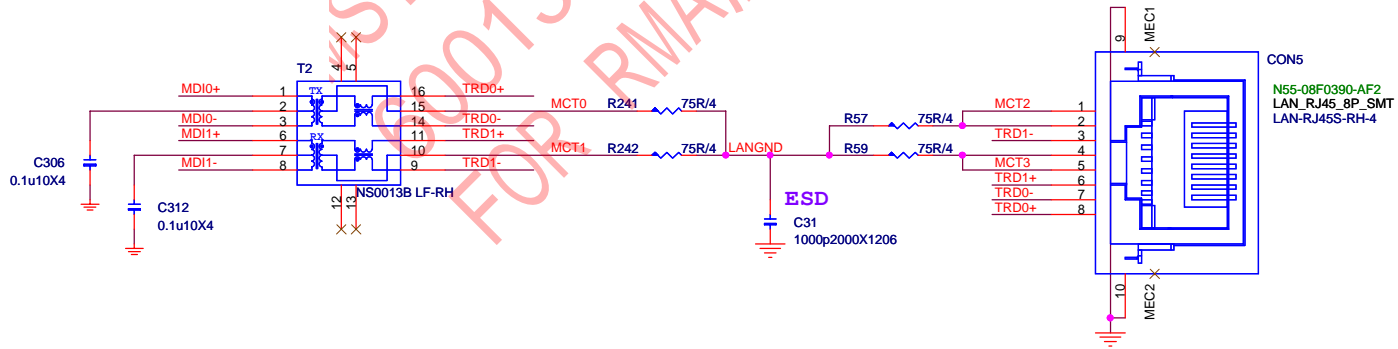 T2
TX
RX
NS0013B LF-RH
4
5
12
13
MDI0+
1
2
MDI0-
3
MDI1+
6
7
MDI1-
8
16
TRD0+
15
14
TRD0-
11
TRD1+
10
9
TRD1-
C306
0.1u10X4
C312
0.1u10X4
MCT0
R241
75R/4
MCT1
R242
75R/4
LANGND
R57
75R/4
R59
75R/4
ESD
C31
1000p2000X1206
MCT2
1
2
TRD1-
3
4
MCT3
5
TRD1+
6
TRD0-
7
TRD0+
8
9
MEC1
10
MEC2
CON5
N55-08F0390-AF2
LAN_RJ45_8P_SMT
LAN-RJ45S-RH-4
FOR RMA